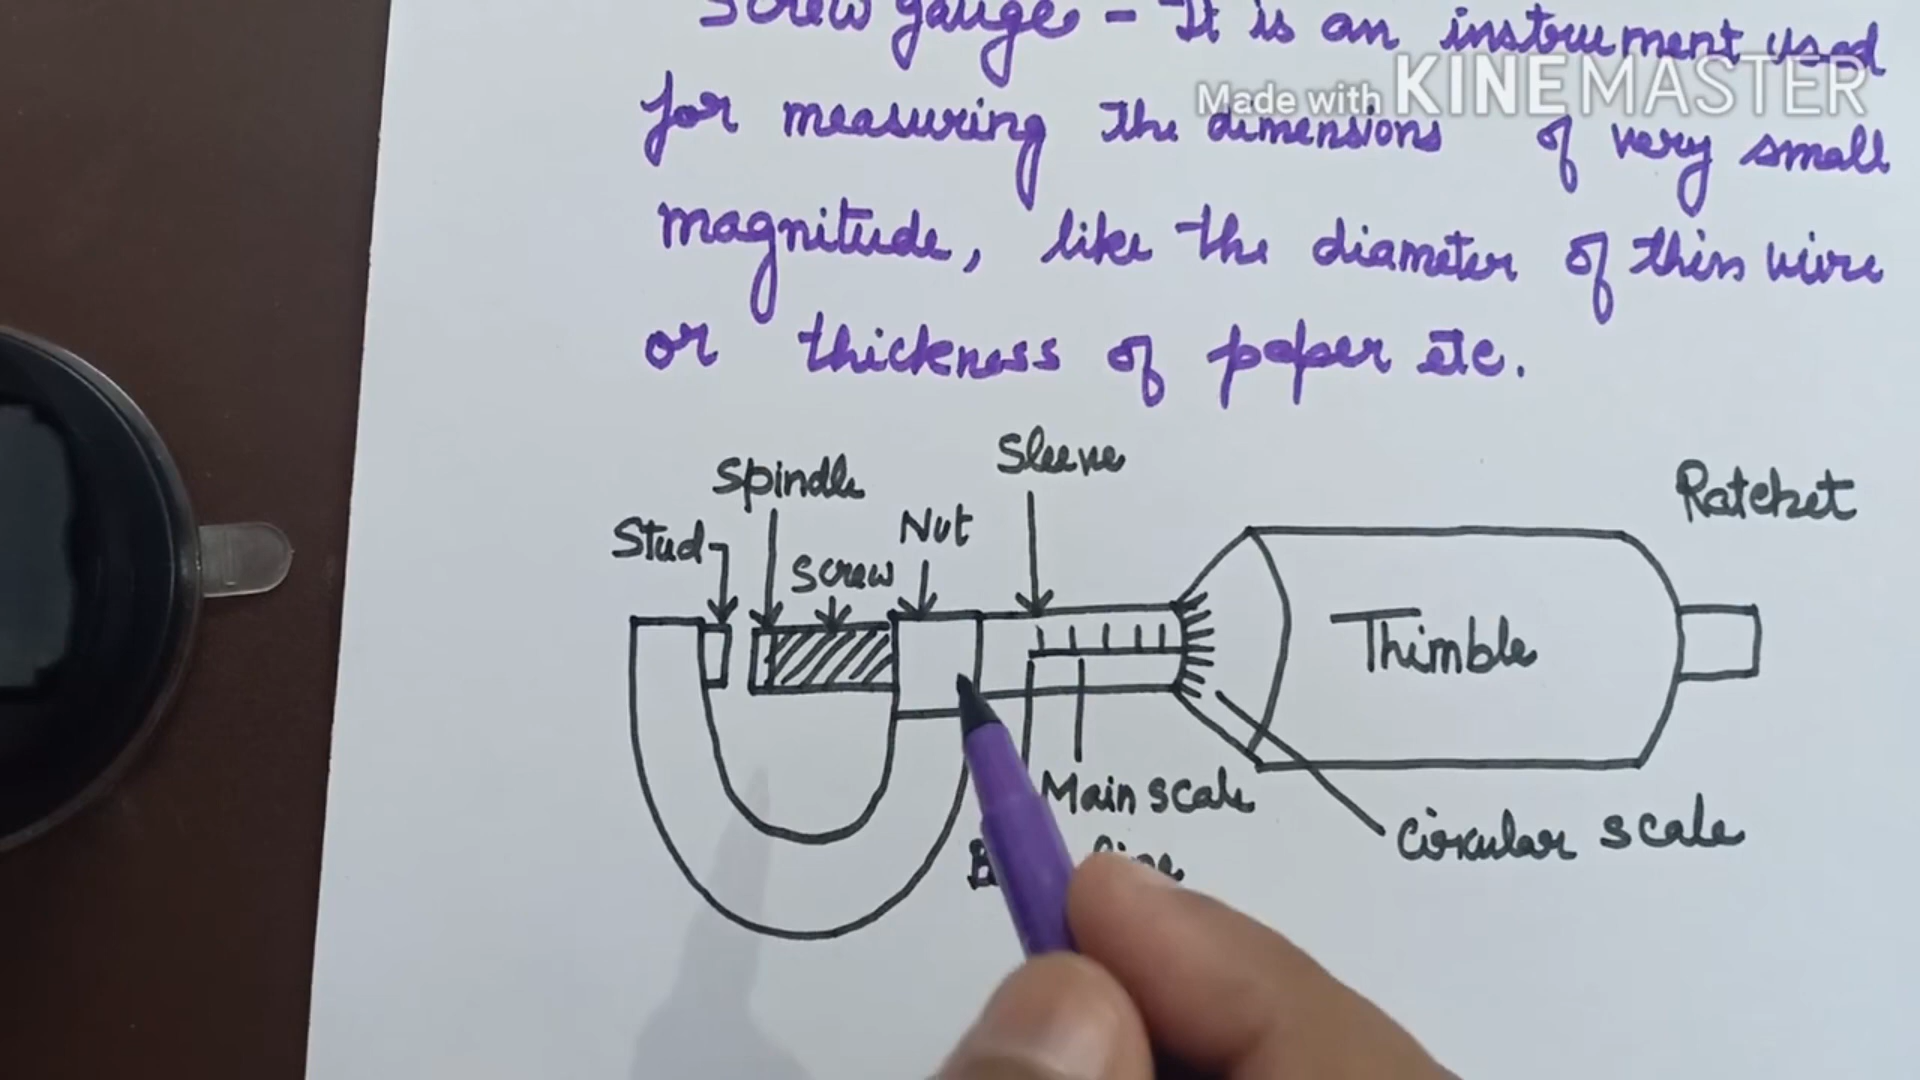 Screw gauge - It is an instrument used
Made with KINEMASTER
for measuring the dimensions of very small
magnitude, like the diameter of thin wire
or thickness of paper etc.
Sleeve
Spindle
Ratchet
Nut
Stud
Screw
Thimble
Main scale
Circular scale
line